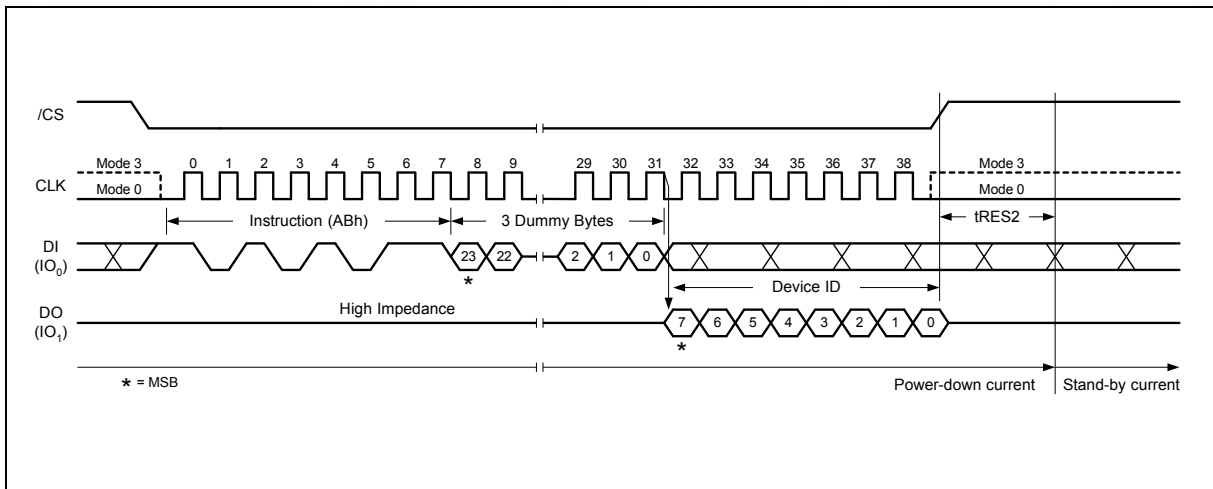 /CS
Mode 3 0 1 2 3 4 5 6 7 8 9 29 30 31 32 33 34 35 36 37 38 Mode 3
CLK Mode 0 Mode 0
Instruction (ABh) 3 Dummy Bytes tRES2
DI
(IO0) 23 22 2 1 0
* Device ID
High Impedance
DO
(IO1) 7 6 5 4 3 2 1 0
*
* = MSB Power-down current Stand-by current